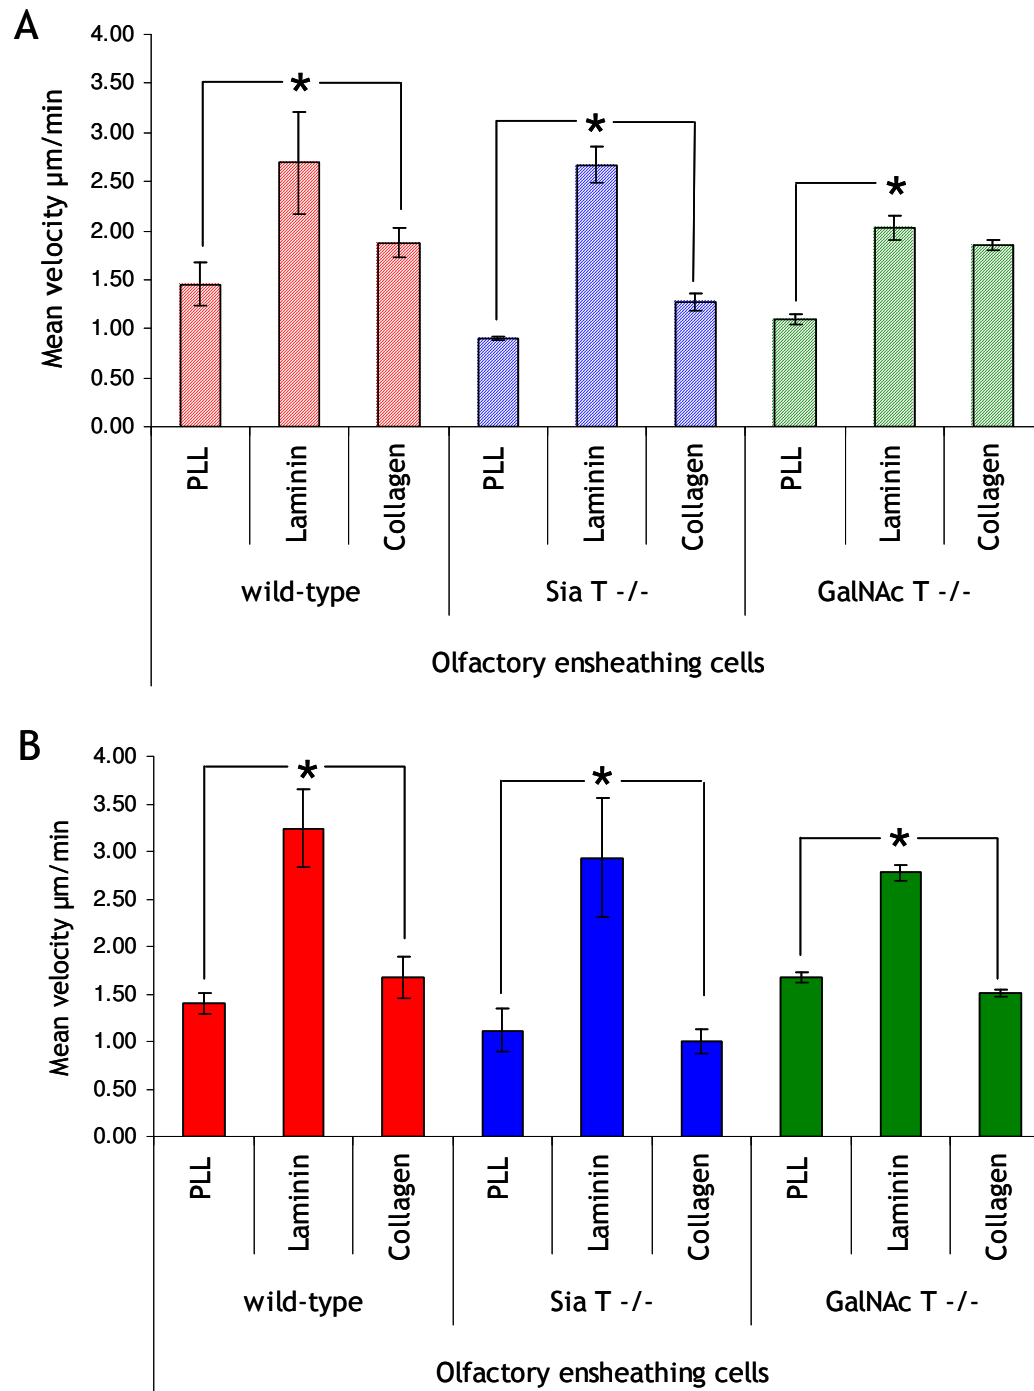 A
Mean velocity µm/min
4.00
3.50
3.00
2.50
2.00
1.50
1.00
0.50
0.00
*
*
*
PLL
Laminin
Collagen
PLL
Laminin
Collagen
PLL
Laminin
Collagen
wild-type
Sia T -/-
GalNAc T -/-
Olfactory ensheathing cells
B
Mean velocity µm/min
4.00
3.50
3.00
2.50
2.00
1.50
1.00
0.50
0.00
*
*
*
PLL
Laminin
Collagen
PLL
Laminin
Collagen
PLL
Laminin
Collagen
wild-type
Sia T -/-
GalNAc T -/-
Olfactory ensheathing cells